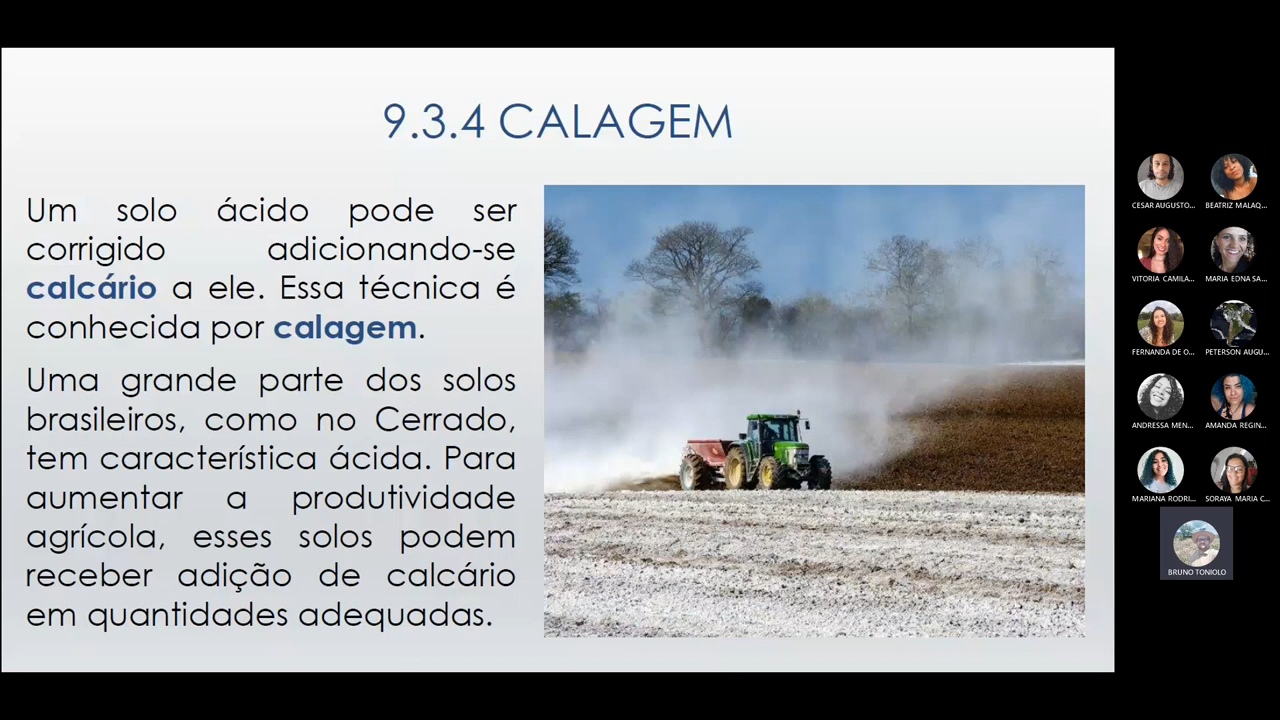 9.3.4 CALAGEM
Um solo ácido pode ser
corrigido adicionando-se
calcário a ele. Essa técnica é
conhecida por calagem.
Uma grande parte dos solos
brasileiros, como no Cerrado,
tem característica ácida. Para
aumentar a produtividade
agrícola, esses solos podem
receber adição de calcário
em quantidades adequadas.
CESAR AUGUSTO...
BEATRIZ MALAQ...
VITORIA CAMILA...
MARIA EDNA SA...
FERNANDA DE O...
PETERSON AUGU...
ANDRESSA MEN...
AMANDA REGIN...
MARIANA RODRI...
SORAYA MARIA C...
BRUNO TONIOLO